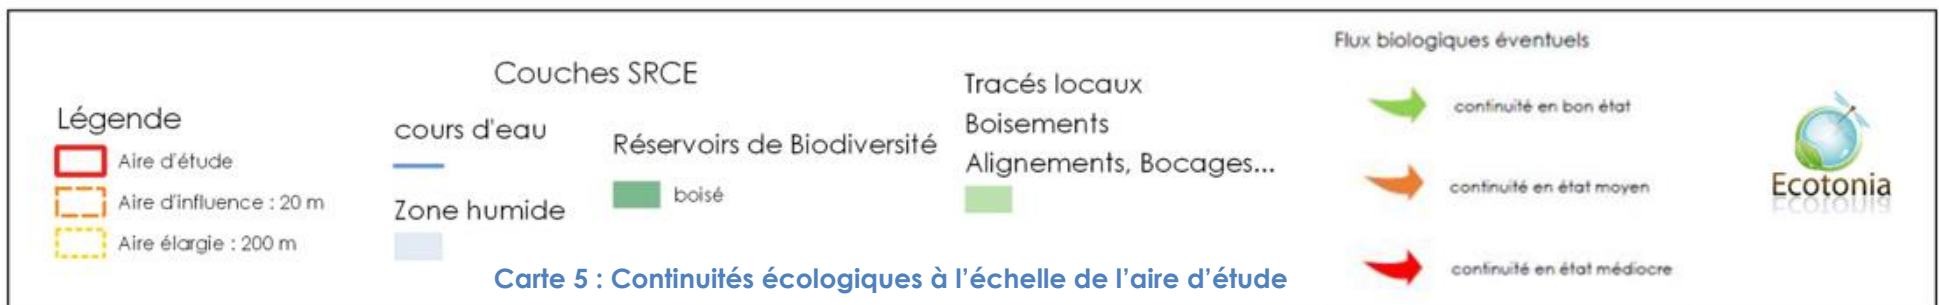 Légende
Aire d'étude
Aire d'influence : 20 m
Aire élargie : 200 m
Couches SRCE
cours d'eau
Zone humide
Réservoirs de Biodiversité
boisé
Tracés locaux
Boisements
Alignements, Bocages...
Flux biologiques éventuels
continuité en bon état
continuité en état moyen
continuité en état médiocre
Ecotonia
Carte 5 : Continuités écologiques à l’échelle de l’aire d’étude